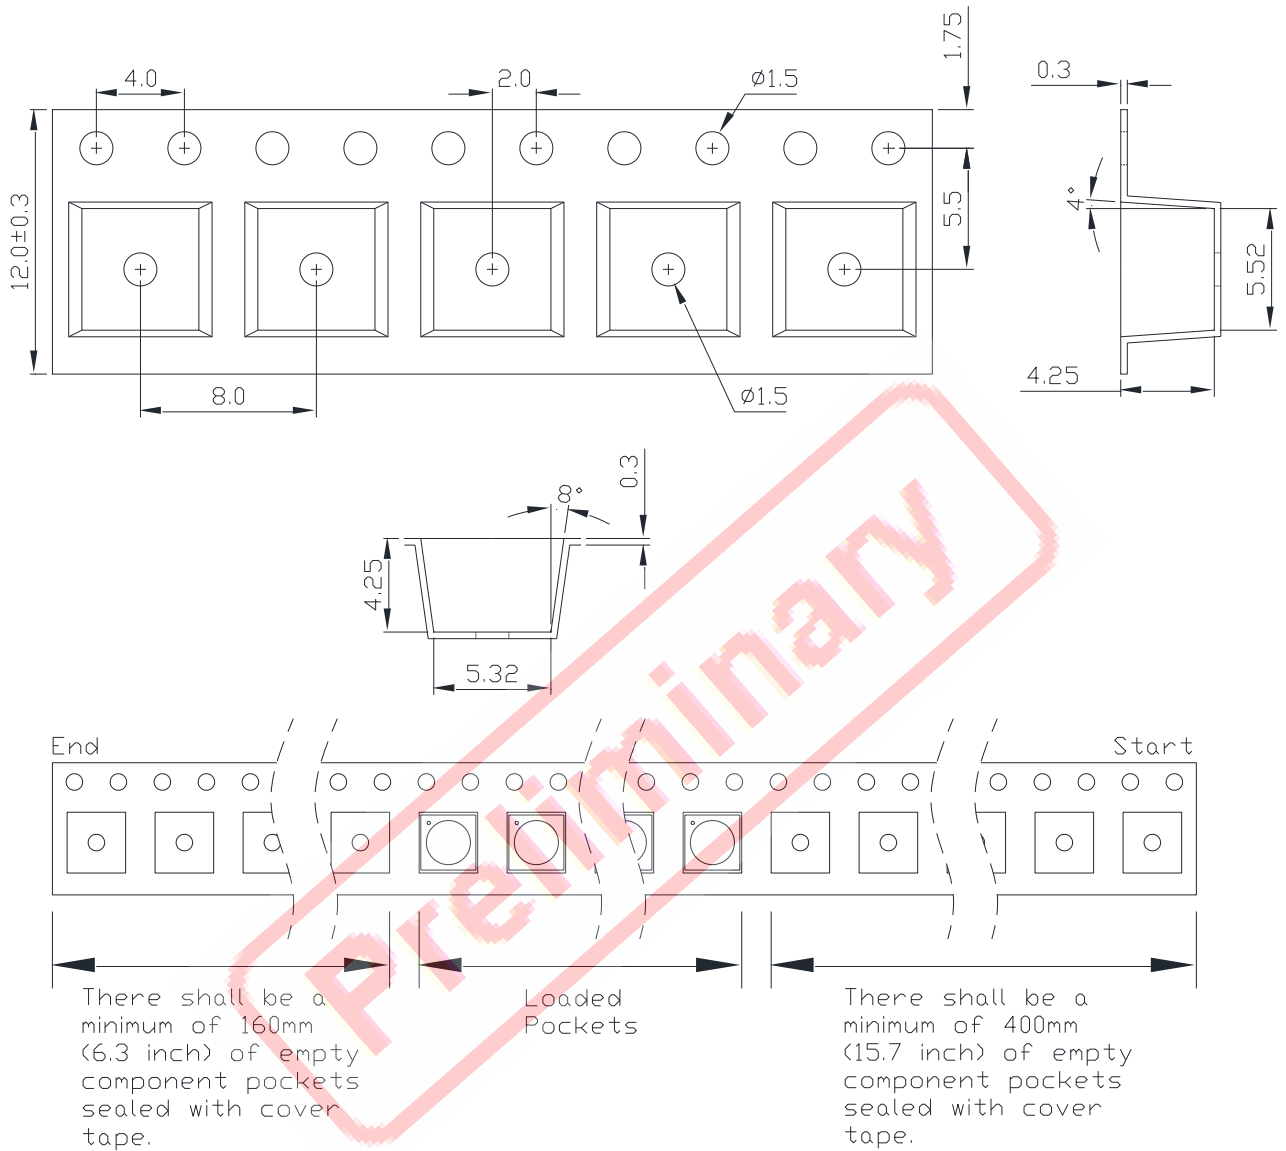 1.75
4.0
2.0
Ø1.5
0.3
12.0±0.3
5.5
4°
5.52
8.0
Ø1.5
4.25
8°
0.3
4.25
5.32
Preliminary
End
Start
There shall be a
minimum of 160mm
(6.3 inch) of empty
component pockets
sealed with cover
tape.
Loaded
Pockets
There shall be a
minimum of 400mm
(15.7 inch) of empty
component pockets
sealed with cover
tape.